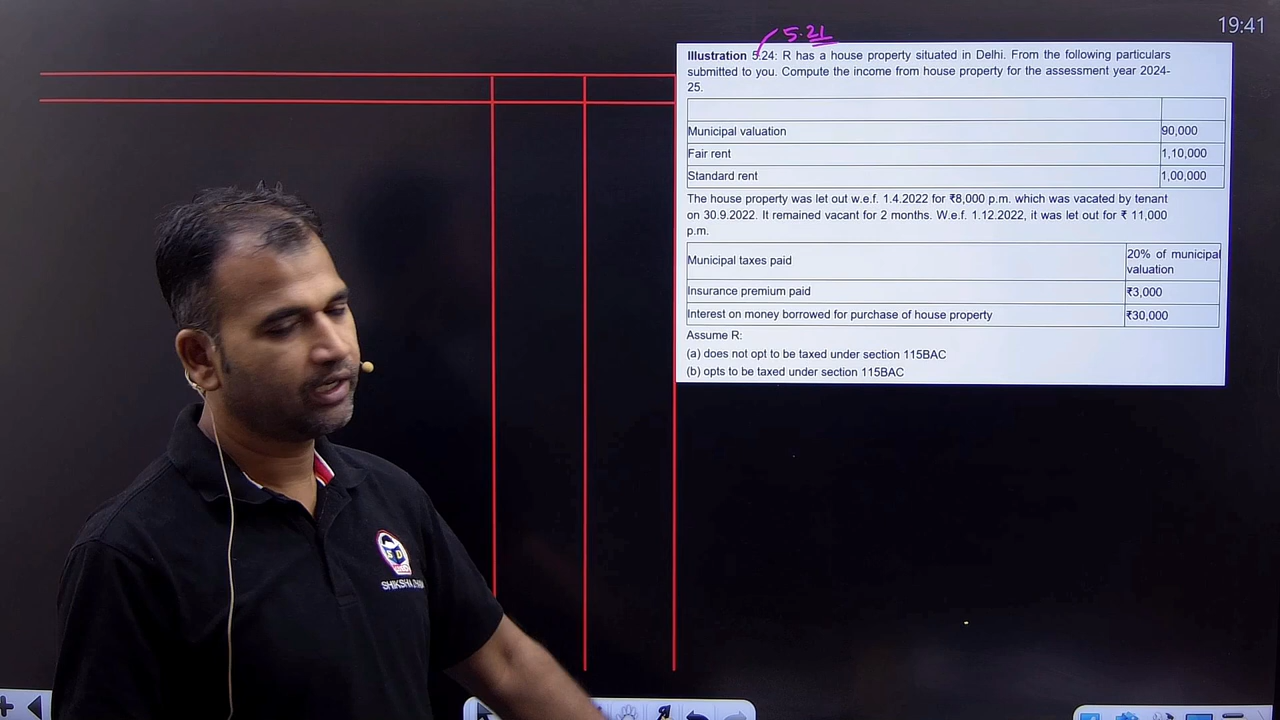 19:41
5.21
Illustration 5.24: R has a house property situated in Delhi. From the following particulars
submitted to you. Compute the income from house property for the assessment year 2024-
25.
Municipal valuation 90,000
Fair rent 1,10,000
Standard rent 1,00,000
The house property was let out w.e.f. 1.4.2022 for ₹8,000 p.m. which was vacated by tenant
on 30.9.2022. It remained vacant for 2 months. W.e.f. 1.12.2022, it was let out for ₹ 11,000
p.m.
Municipal taxes paid 20% of municipal
valuation
Insurance premium paid ₹3,000
Interest on money borrowed for purchase of house property ₹30,000
Assume R:
(a) does not opt to be taxed under section 115BAC
(b) opts to be taxed under section 115BAC
S D